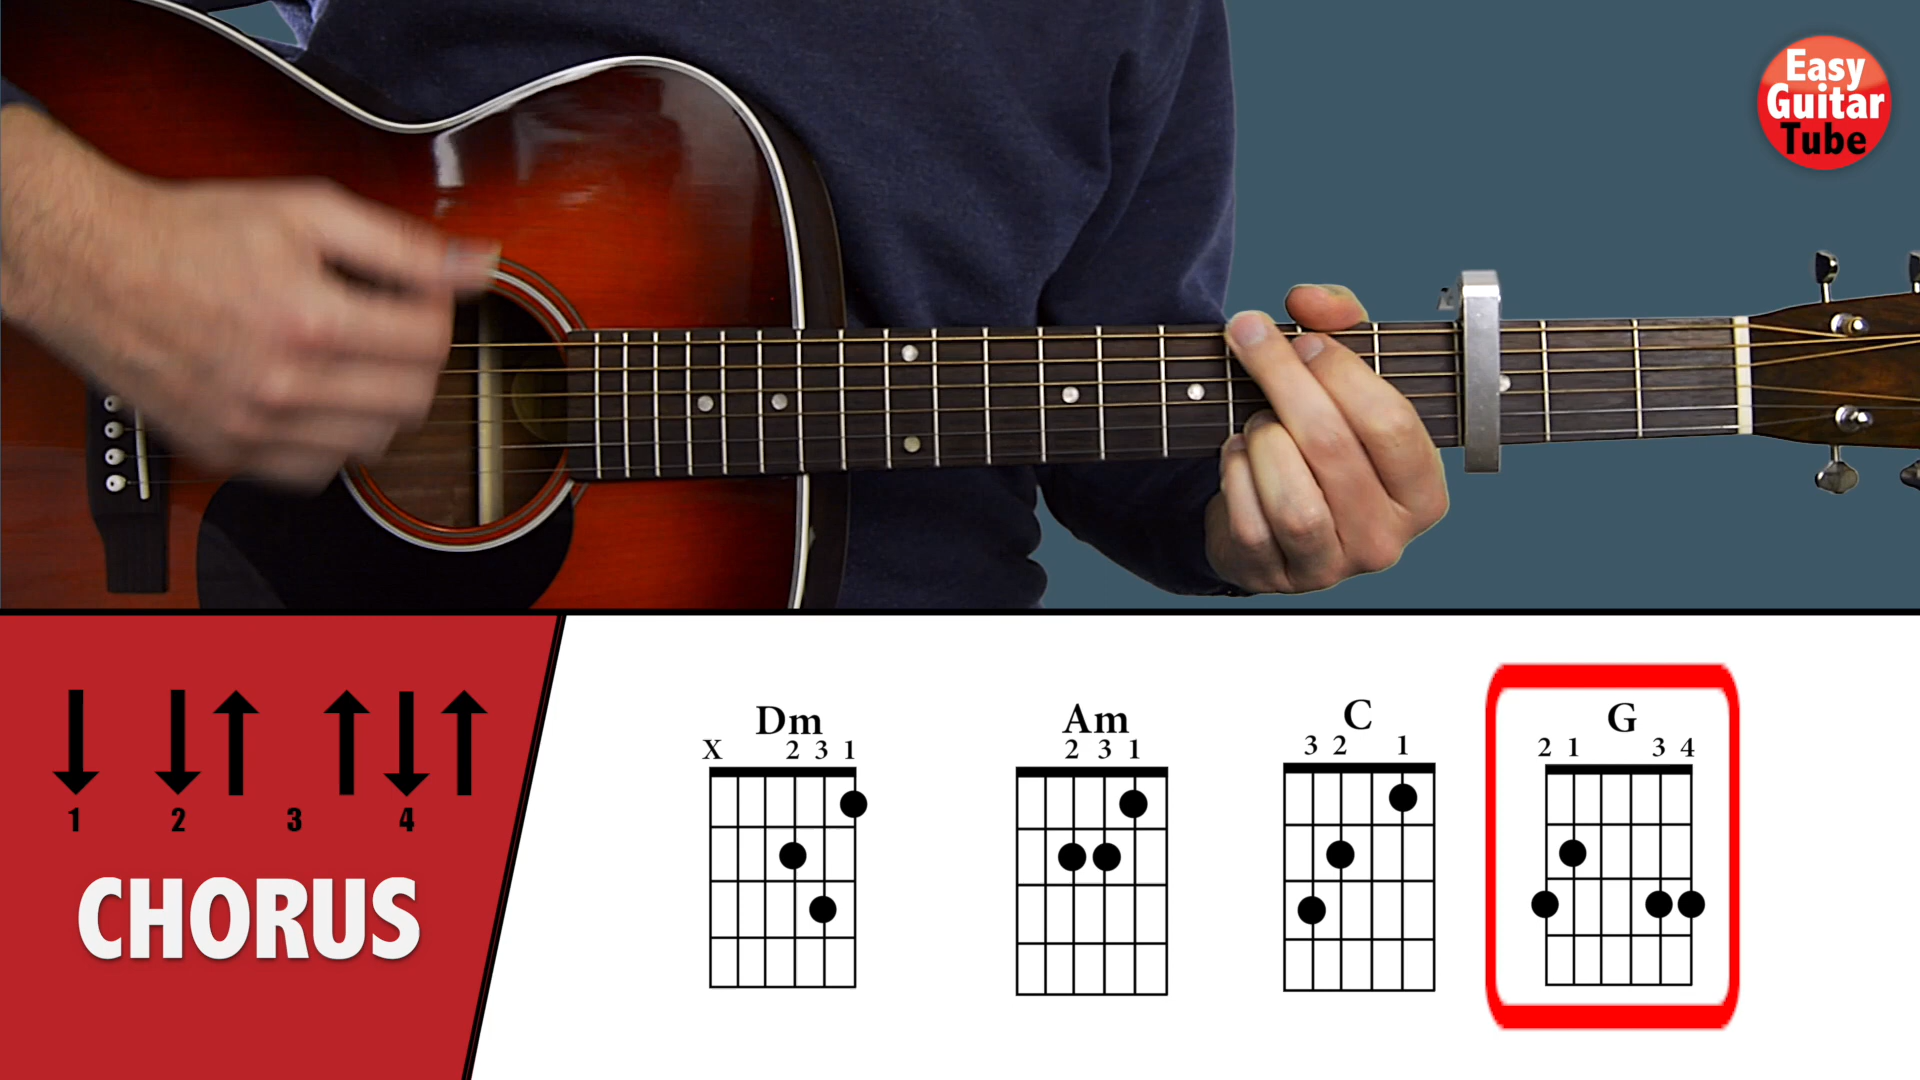 Easy
Guitar
Tube
1 2 3 4
CHORUS
Dm
X 2 3 1
Am
2 3 1
C
3 2 1
G
2 1 3 4